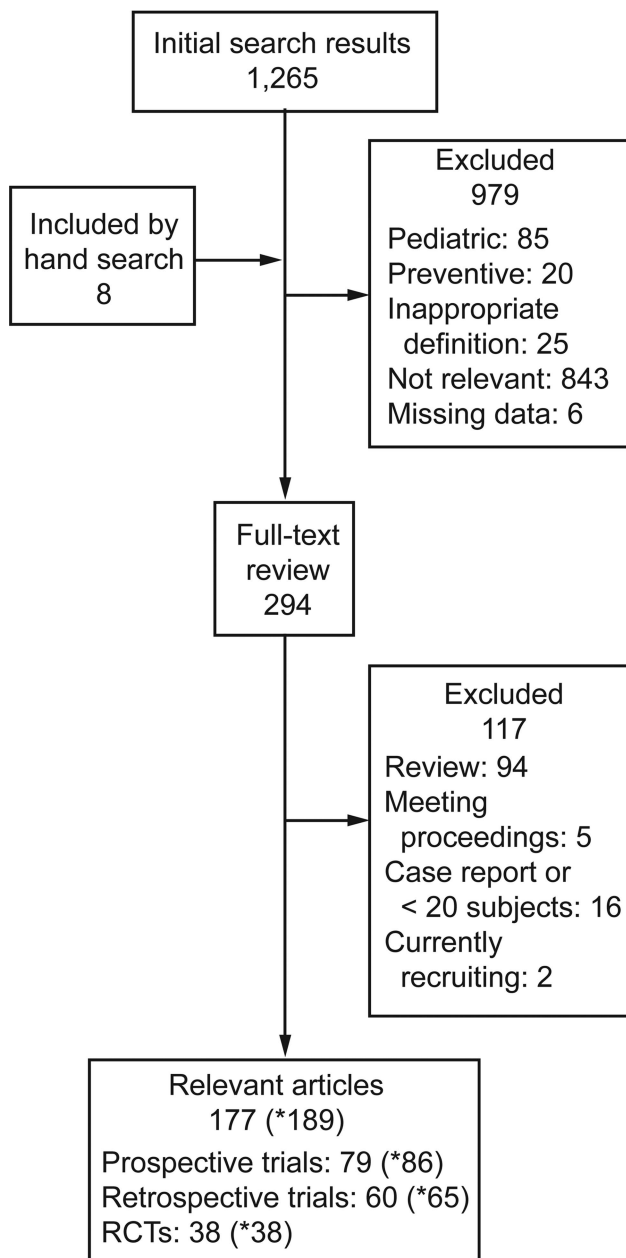 Initial search results
1,265
Included by
hand search
8
Excluded
979
Pediatric: 85
Preventive: 20
Inappropriate
definition: 25
Not relevant: 843
Missing data: 6
Full-text
review
294
Excluded
117
Review: 94
Meeting
proceedings: 5
Case report or
< 20 subjects: 16
Currently
recruiting: 2
Relevant articles
177 (*189)
Prospective trials: 79 (*86)
Retrospective trials: 60 (*65)
RCTs: 38 (*38)